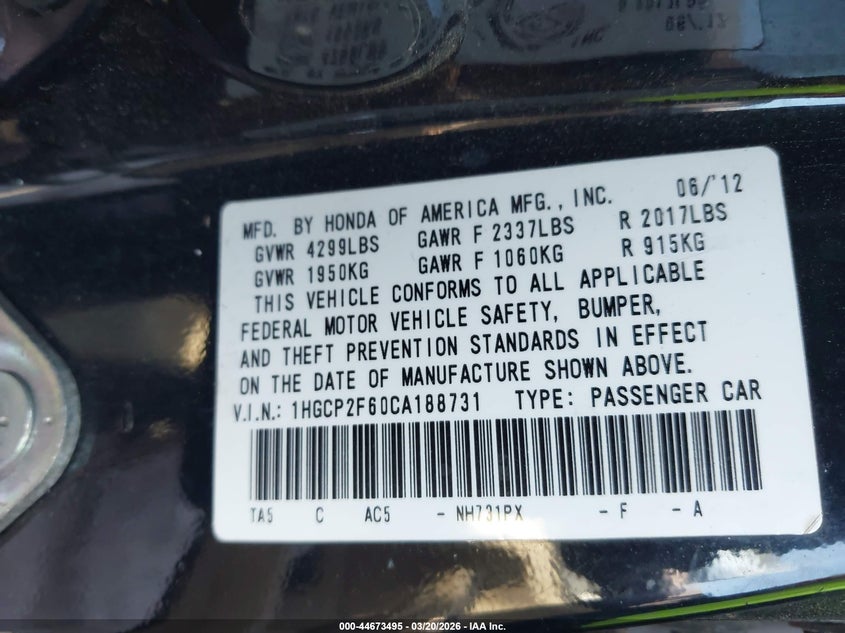 MFD. BY HONDA OF AMERICA MFG., INC. 06/'12
GVWR 4299LBS GAWR F 2337LBS R 2017LBS
GVWR 1950KG GAWR F 1060KG R 915KG
THIS VEHICLE CONFORMS TO ALL APPLICABLE
FEDERAL MOTOR VEHICLE SAFETY, BUMPER,
AND THEFT PREVENTION STANDARDS IN EFFECT
ON THE DATE OF MANUFACTURE SHOWN ABOVE.
V.I.N.: 1HGCP2F60CA188731 TYPE: PASSENGER CAR
TA5 C AC5 - NH731PX - F - A
000-44673495 - 03/20/2026 - IAA Inc.